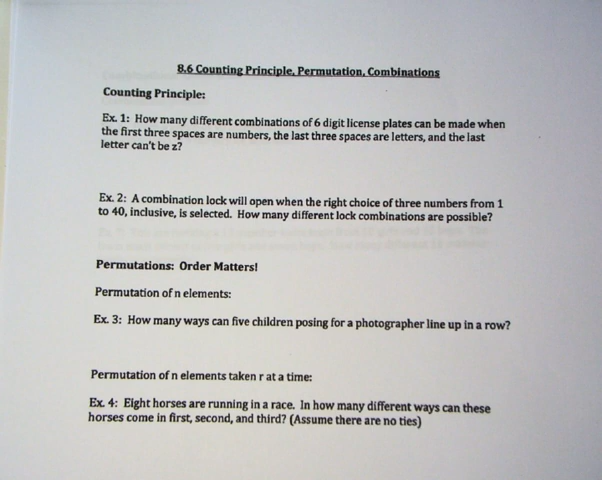 8.6 Counting Principle, Permutation, Combinations
Counting Principle:
Ex. 1: How many different combinations of 6 digit license plates can be made when
the first three spaces are numbers, the last three spaces are letters, and the last
letter can't be z?
Ex. 2: A combination lock will open when the right choice of three numbers from 1
to 40, inclusive, is selected. How many different lock combinations are possible?
Permutations: Order Matters!
Permutation of n elements:
Ex. 3: How many ways can five children posing for a photographer line up in a row?
Permutation of n elements taken r at a time:
Ex. 4: Eight horses are running in a race. In how many different ways can these
horses come in first, second, and third? (Assume there are no ties)